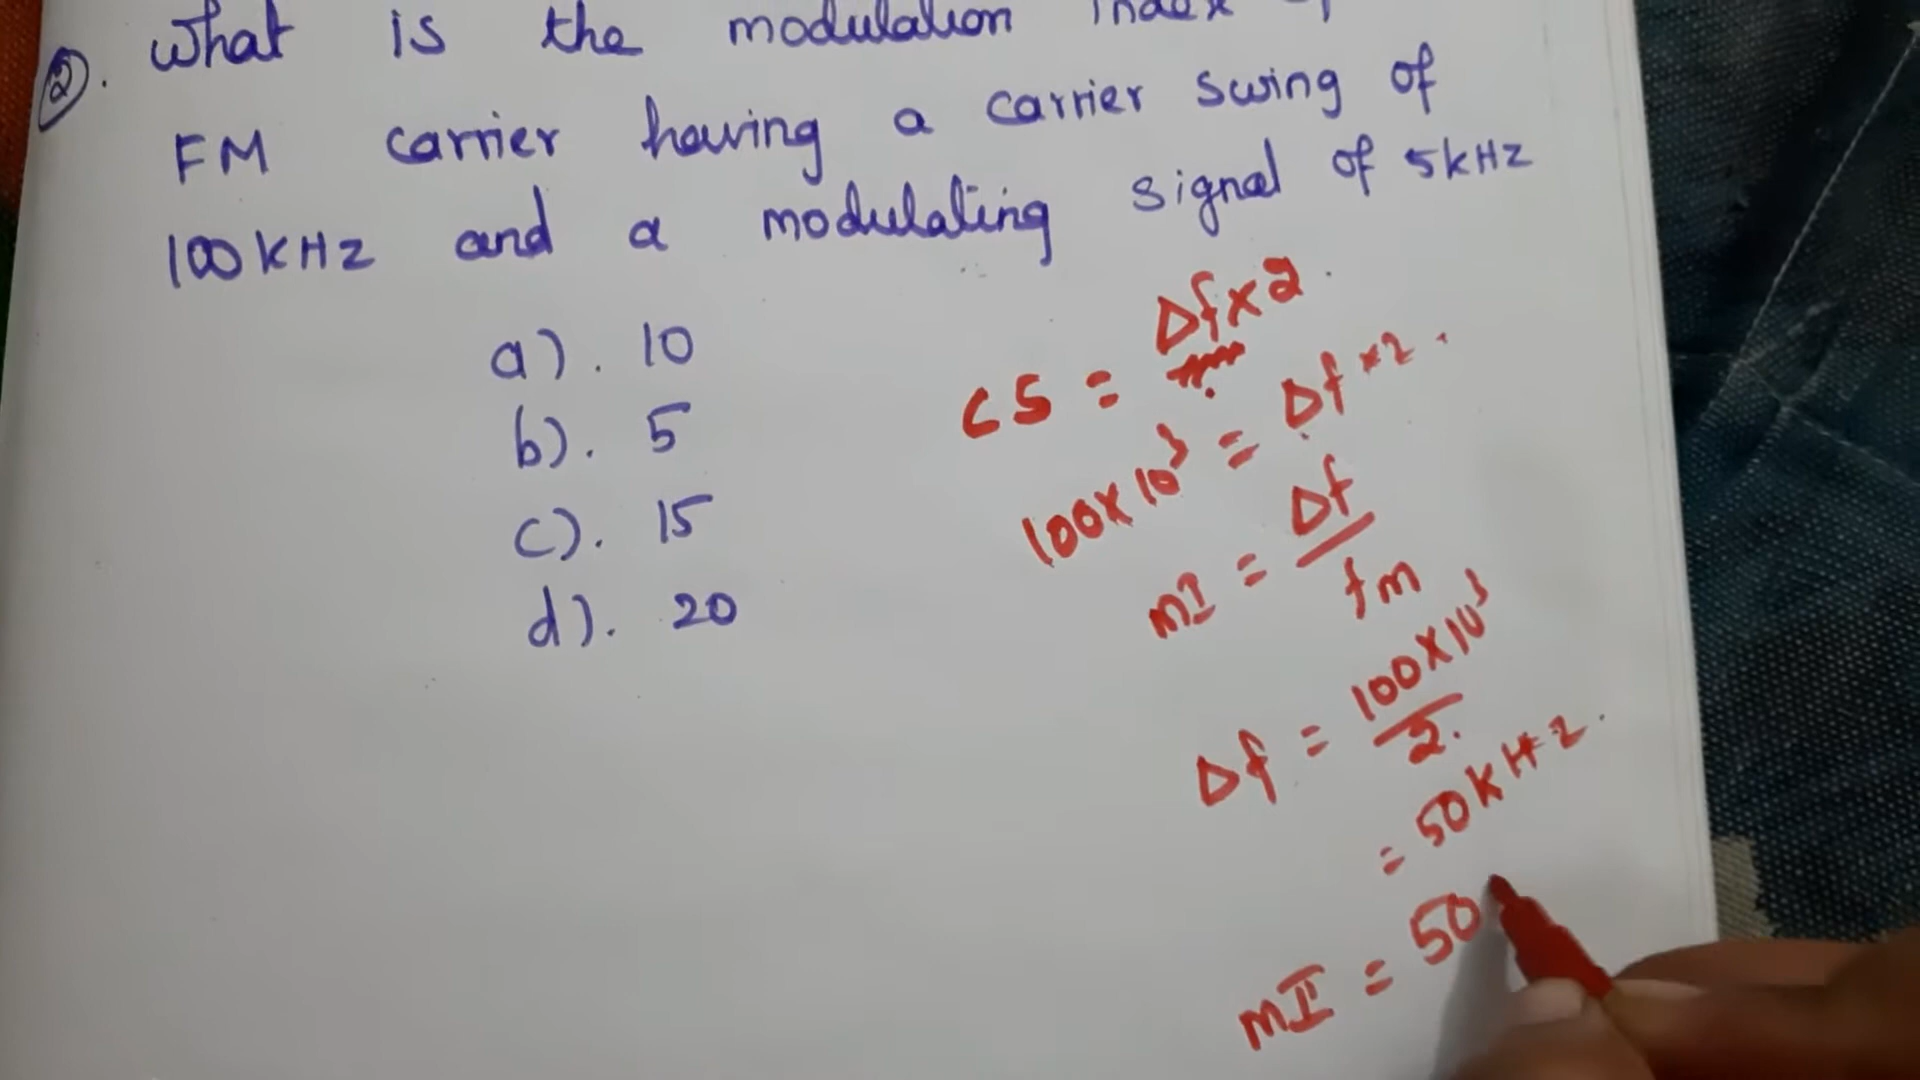 2). What is the modulation index
FM carrier having a carrier swing of
100 kHz and a modulating signal of 5kHz
a). 10
b). 5
c). 15
d). 20
CS = Δf×2
100×10³ = Δf×2.
MI = Δf/fm
Δf = 100×10³/2.
= 50kHz.
MI = 50